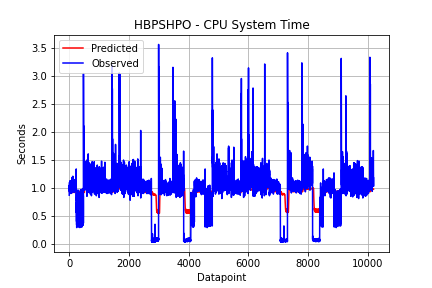 HBPSHPO - CPU System Time
Predicted
Observed
Seconds
3.5
3.0
2.5
2.0
1.5
1.0
0.5
0.0
0 2000 4000 6000 8000 10000
Datapoint